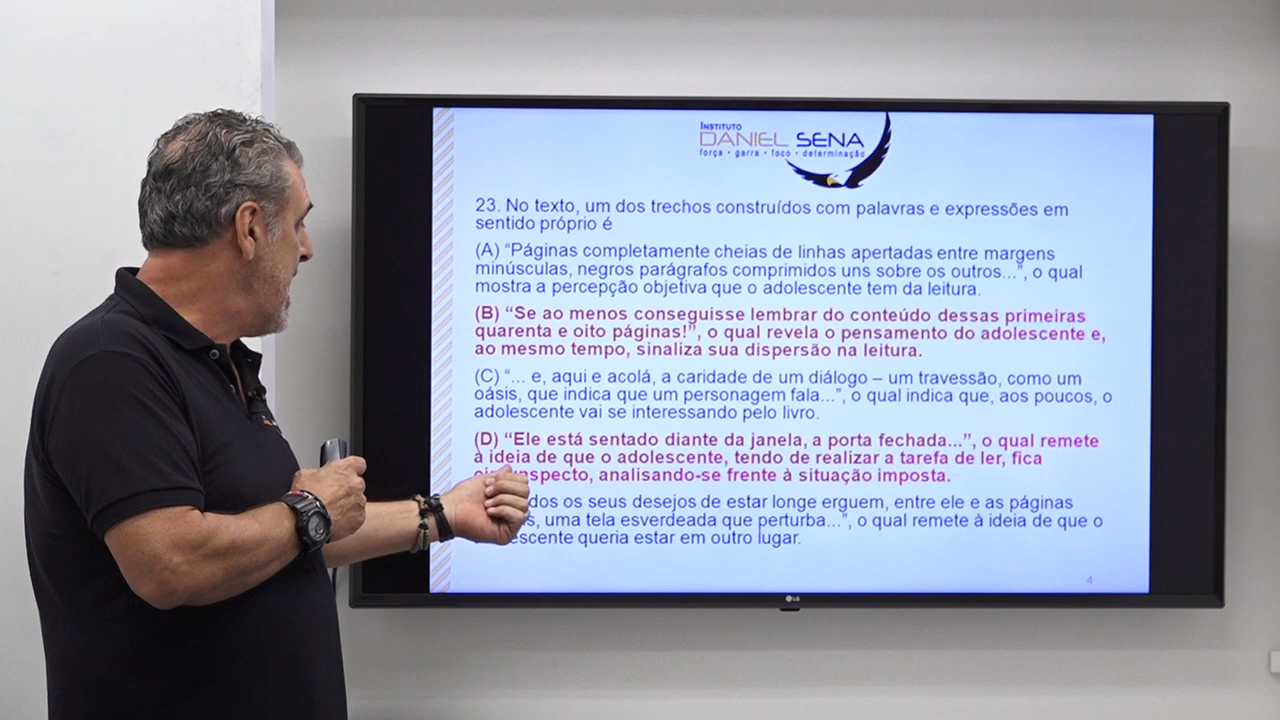 INSTITUTO
DANIEL SENA
força • garra • foco • determinação
23. No texto, um dos trechos construídos com palavras e expressões em
sentido próprio é
(A) “Páginas completamente cheias de linhas apertadas entre margens
minúsculas, negros parágrafos comprimidos uns sobre os outros...”, o qual
mostra a percepção objetiva que o adolescente tem da leitura.
(B) “Se ao menos conseguisse lembrar do conteúdo dessas primeiras
quarenta e oito páginas!”, o qual revela o pensamento do adolescente e,
ao mesmo tempo, sinaliza sua dispersão na leitura.
(C) “... e, aqui e acolá, a caridade de um diálogo – um travessão, como um
oásis, que indica que um personagem fala...”, o qual indica que, aos poucos, o
adolescente vai se interessando pelo livro.
(D) “Ele está sentado diante da janela, a porta fechada...”, o qual remete
à ideia de que o adolescente, tendo de realizar a tarefa de ler, fica
analisando-se frente à situação imposta.
os seus desejos de estar longe erguem, entre ele e as páginas
uma tela esverdeada que perturba...”, o qual remete à ideia de que o
queria estar em outro lugar.
4
LG